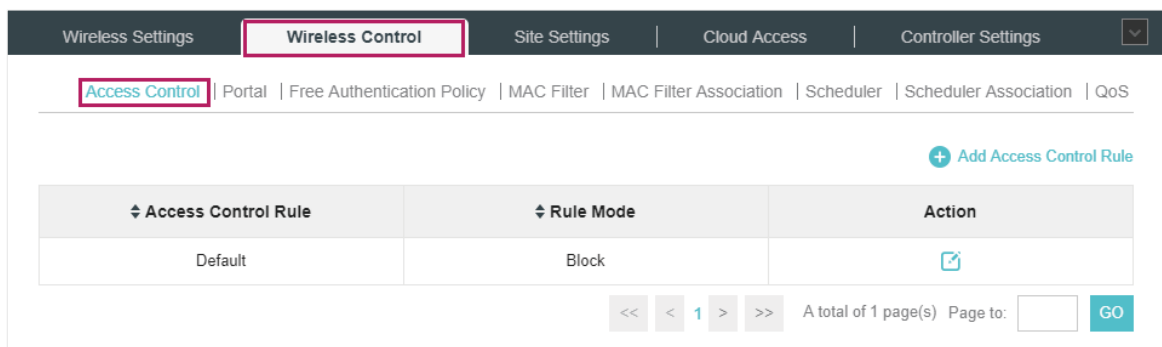 Wireless Settings Wireless Control Site Settings | Cloud Access | Controller Settings
Access Control | Portal | Free Authentication Policy | MAC Filter | MAC Filter Association | Scheduler | Scheduler Association | QoS
Add Access Control Rule
Access Control Rule Rule Mode Action
Default Block
<< < 1 > >> A total of 1 page(s) Page to: GO